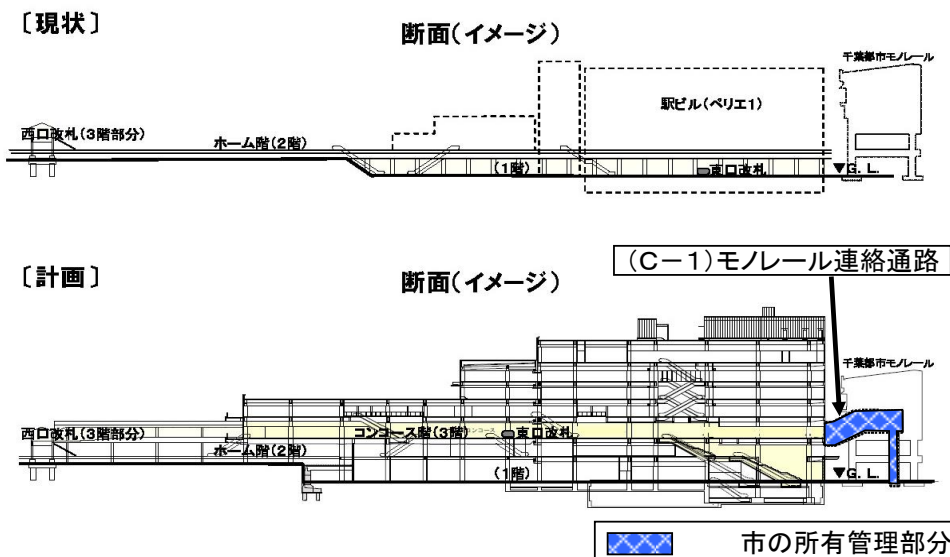 〔現状〕
断面（イメージ）
千葉都市モノレール
駅ビル（ペリエ1）
西口改札（3階部分）
ホーム階（2階）
（1階）
東口改札
▼G. L.
〔計画〕
断面（イメージ）
（C－1）モノレール連絡通路
千葉都市モノレール
西口改札（3階部分）
コンコース階（3階）
コンコース
東口改札
ホーム階（2階）
（1階）
▼G. L.
市の所有管理部分